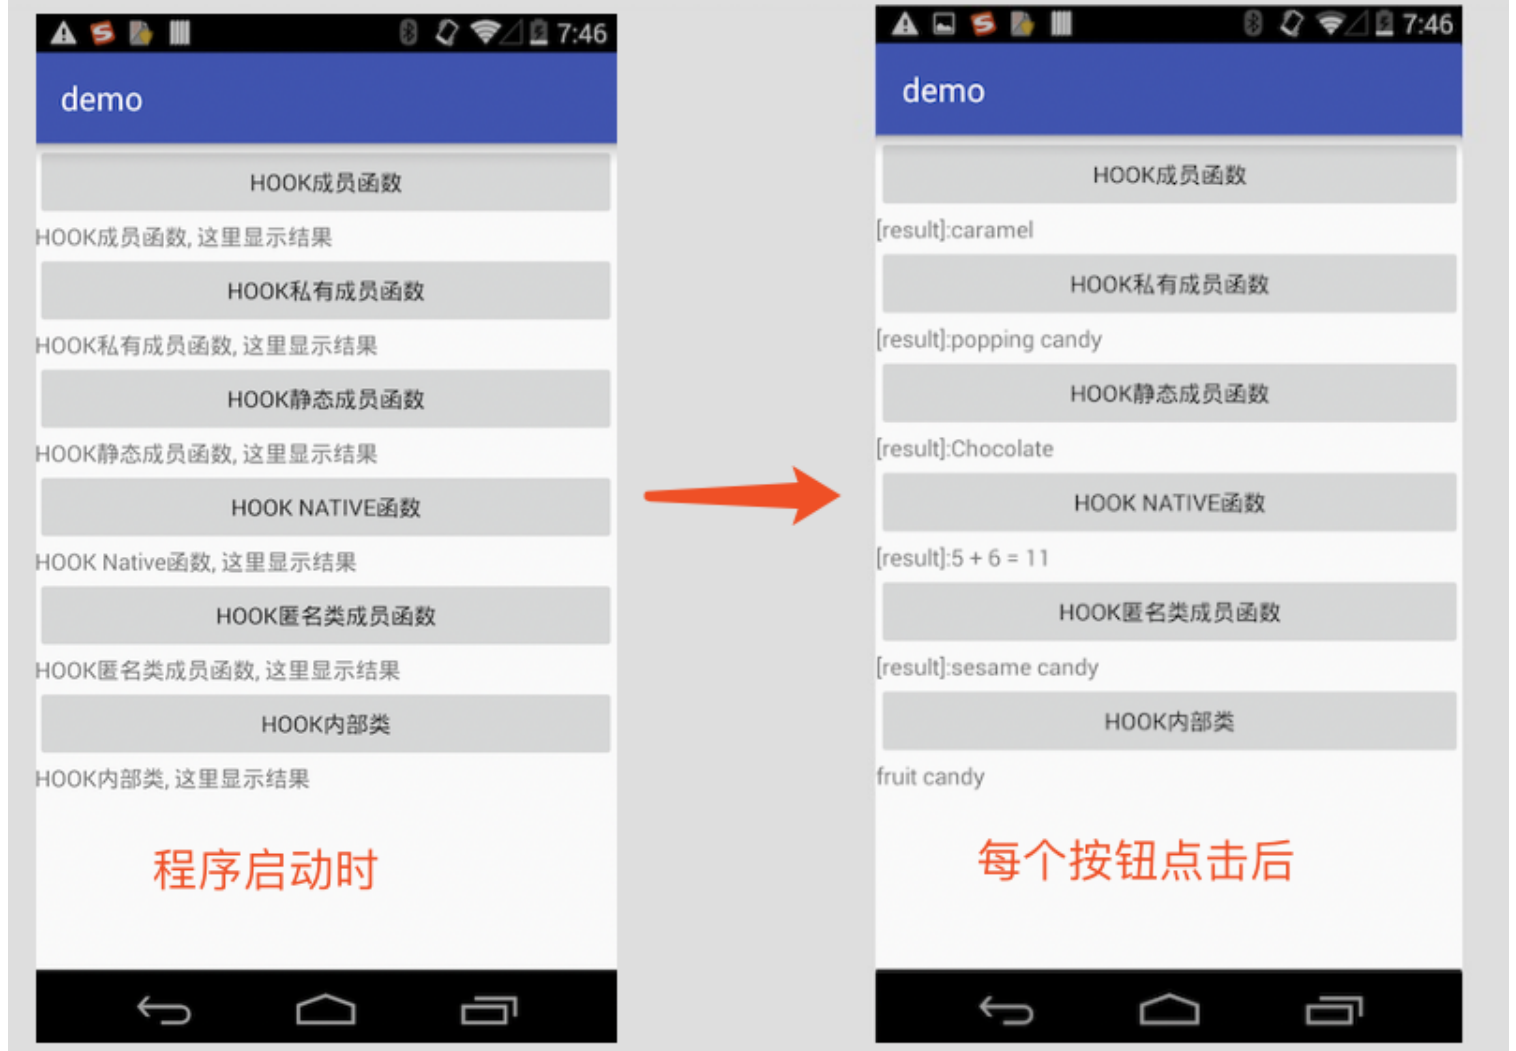 7:46
demo
HOOK成员函数
HOOK成员函数, 这里显示结果
HOOK私有成员函数
HOOK私有成员函数, 这里显示结果
HOOK静态成员函数
HOOK静态成员函数, 这里显示结果
HOOK NATIVE函数
HOOK Native函数, 这里显示结果
HOOK匿名类成员函数
HOOK匿名类成员函数, 这里显示结果
HOOK内部类
HOOK内部类, 这里显示结果
程序启动时
7:46
demo
HOOK成员函数
[result]:caramel
HOOK私有成员函数
[result]:popping candy
HOOK静态成员函数
[result]:Chocolate
HOOK NATIVE函数
[result]:5 + 6 = 11
HOOK匿名类成员函数
[result]:sesame candy
HOOK内部类
fruit candy
每个按钮点击后